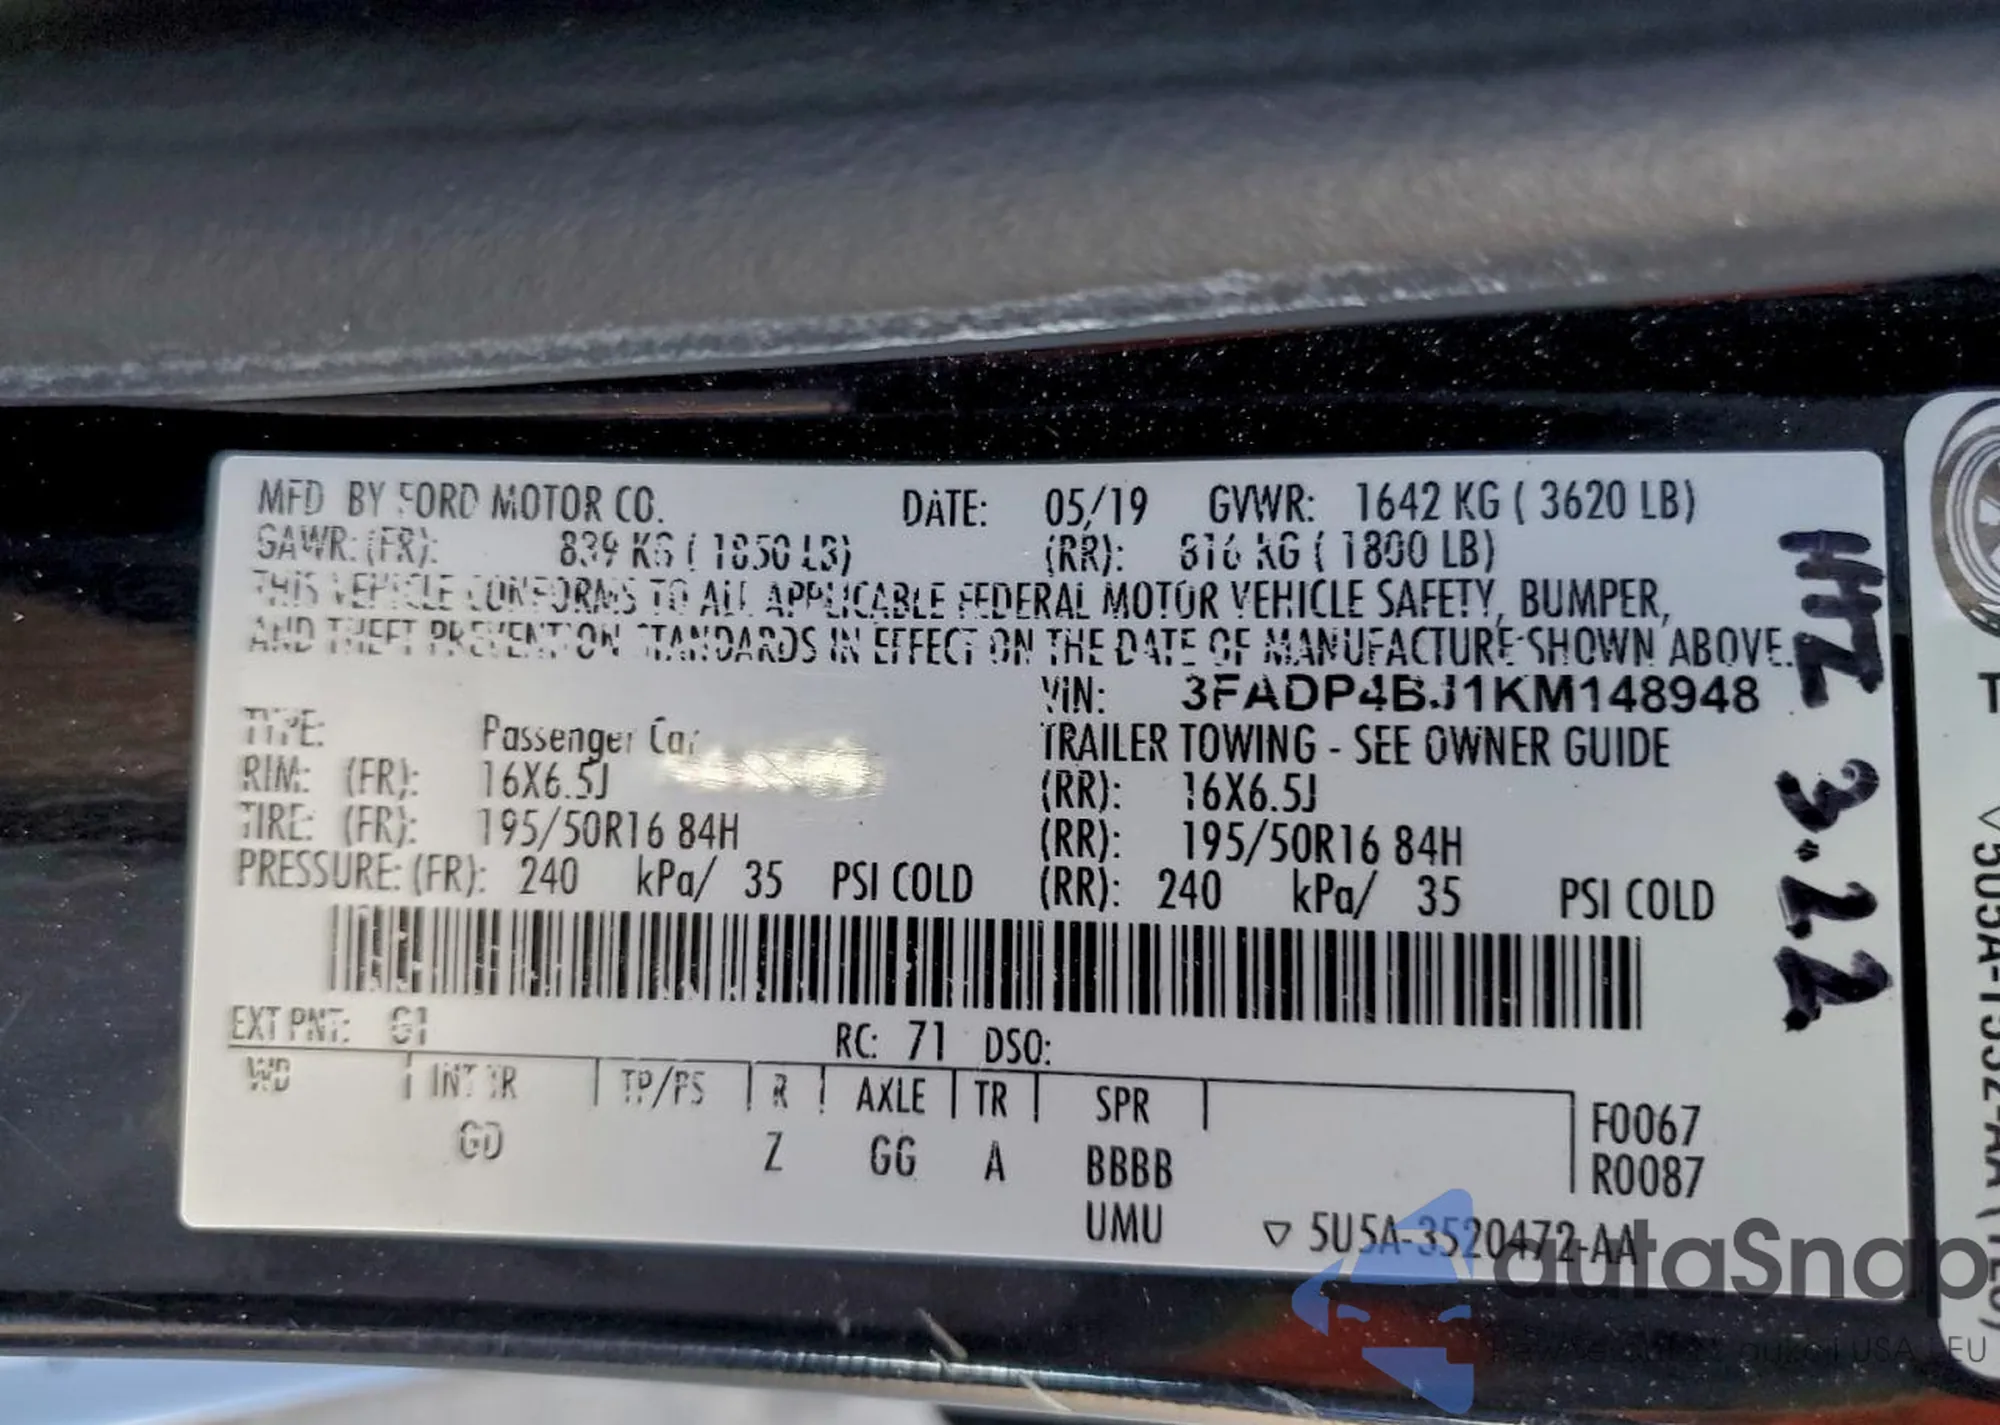 MFD BY FORD MOTOR CO. DATE: 05/19 GVWR: 1642 KG ( 3620 LB)
GAWR: (FR): 839 KG ( 1850 LB) (RR): 816 KG ( 1800 LB)
THIS VEHICLE CONFORMS TO ALL APPLICABLE FEDERAL MOTOR VEHICLE SAFETY, BUMPER,
AND THEFT PREVENTION STANDARDS IN EFFECT ON THE DATE OF MANUFACTURE SHOWN ABOVE.
VIN: 3FADP4BJ1KM148948
TYPE: Passenger Car TRAILER TOWING - SEE OWNER GUIDE
RIM: (FR): 16X6.5J (RR): 16X6.5J
TIRE: (FR): 195/50R16 84H (RR): 195/50R16 84H
PRESSURE: (FR): 240 kPa/ 35 PSI COLD (RR): 240 kPa/ 35 PSI COLD
EXT PNT: G1 RC: 71 DSO:
WD INT TR TP/PS R AXLE TR SPR F0067
GD Z GG A BBBB R0087
UMU ▽ 5U5A-3520472-AA
HTZ 3.22
autaSnap
USA EU